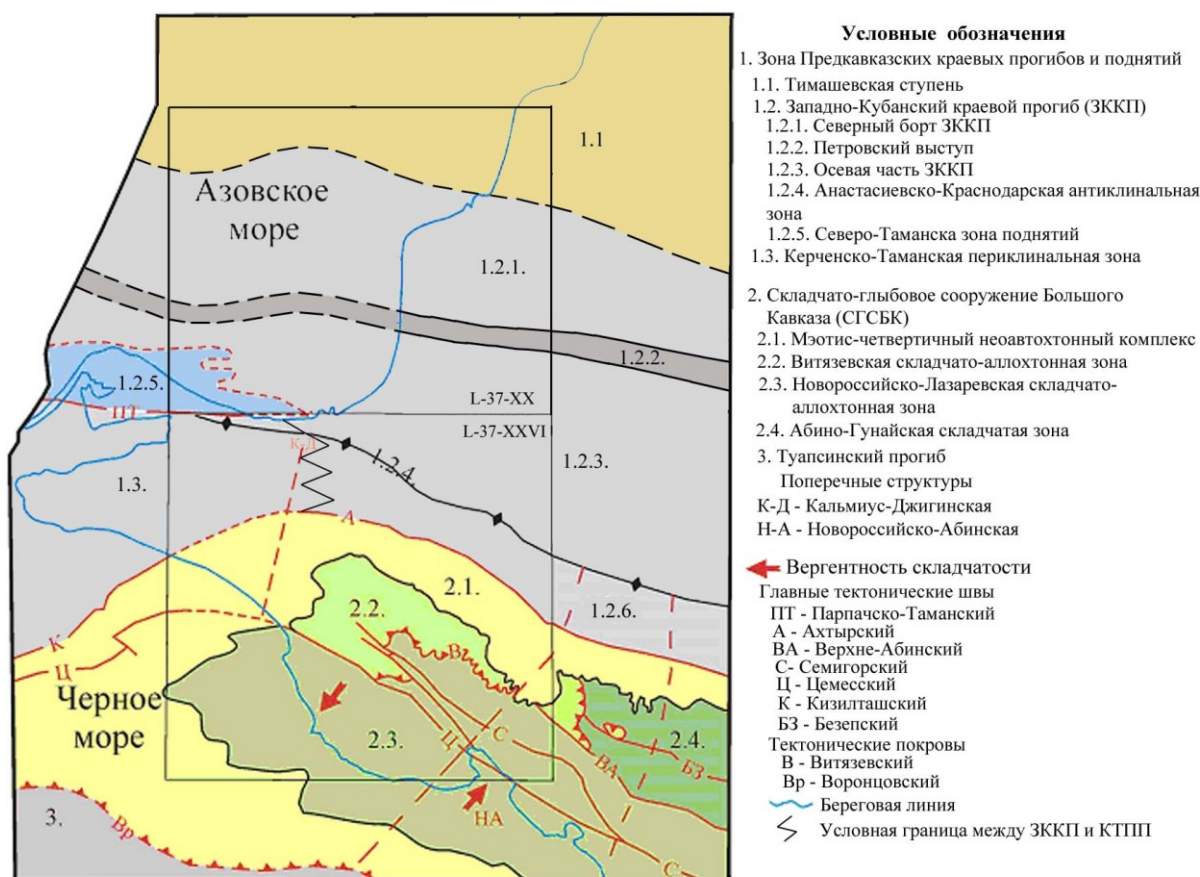 1.1
Азовское
море
1.2.1.
1.2.2.
1.2.5.
L-37-XX
ПТ
L-37-XXVI
К-Д
1.2.4.
1.2.3.
1.3.
А
2.1.
2.2.
1.2.6.
К
В
Ц
Черное
море
С
2.3.
Ц
2.4.
ВА
БЗ
3.
НА
Вр
С
Условные обозначения
1. Зона Предкавказских краевых прогибов и поднятий
1.1. Тимашевская ступень
1.2. Западно-Кубанский краевой прогиб (ЗККП)
1.2.1. Северный борт ЗККП
1.2.2. Петровский выступ
1.2.3. Осевая часть ЗККП
1.2.4. Анастасиевско-Краснодарская антиклинальная
зона
1.2.5. Северо-Таманска зона поднятий
1.3. Керченско-Таманская периклинальная зона
2. Складчато-глыбовое сооружение Большого
Кавказа (СГСБК)
2.1. Мэотис-четвертичный неоавтохтонный комплекс
2.2. Витязевская складчато-аллохтонная зона
2.3. Новороссийско-Лазаревская складчато-
аллохтонная зона
2.4. Абино-Гунайская складчатая зона
3. Туапсинский прогиб
Поперечные структуры
К-Д - Кальмиус-Джигинская
Н-А - Новороссийско-Абинская
Вергентность складчатости
Главные тектонические швы
ПТ - Парпачско-Таманский
А - Ахтырский
ВА - Верхне-Абинский
С- Семигорский
Ц - Цемесский
К - Кизилташский
БЗ - Безепский
Тектонические покровы
В - Витязевский
Вр - Воронцовский
Береговая линия
Условная граница между ЗККП и КТПП